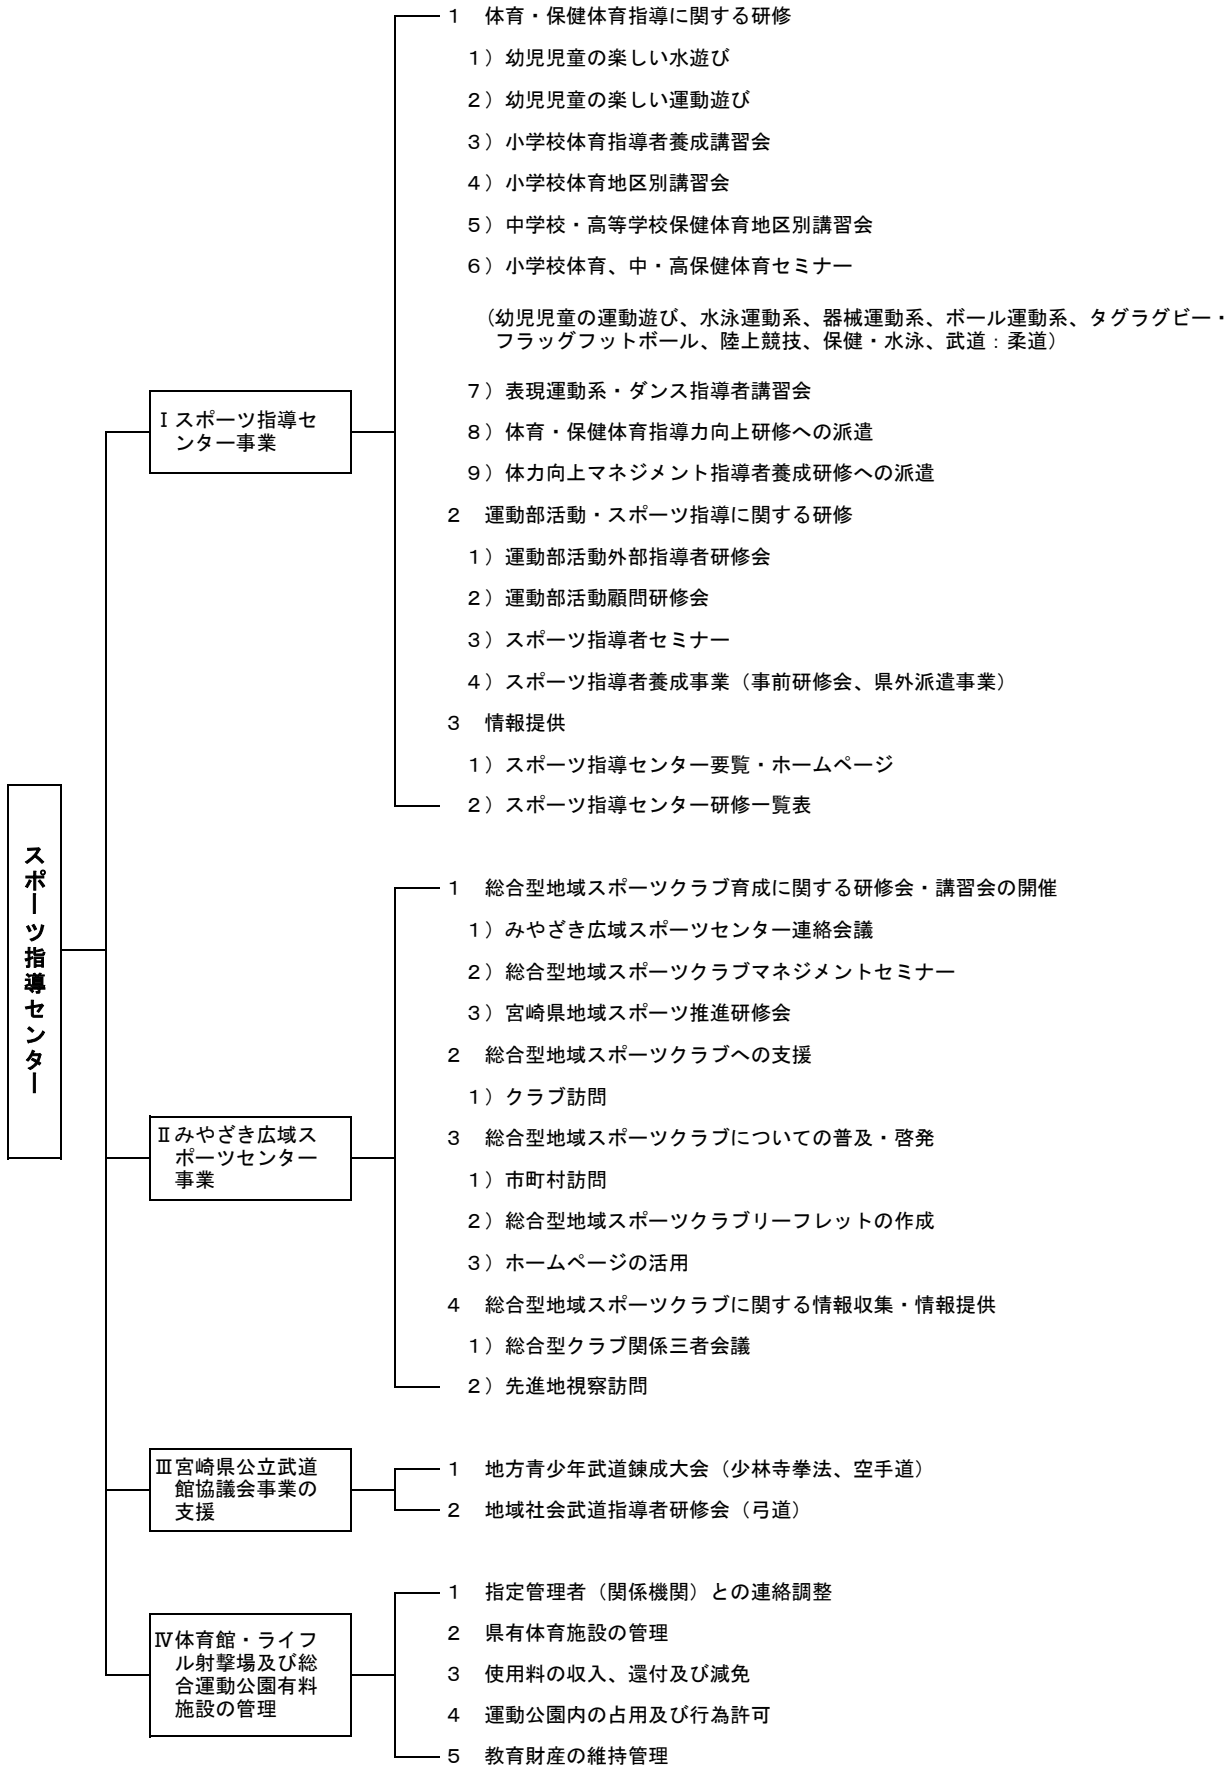 スポーツ指導センター
Ⅰスポーツ指導セ
ンター事業
1 体育・保健体育指導に関する研修
1）幼児児童の楽しい水遊び
2）幼児児童の楽しい運動遊び
3）小学校体育指導者養成講習会
4）小学校体育地区別講習会
5）中学校・高等学校保健体育地区別講習会
6）小学校体育、中・高保健体育セミナー
（幼児児童の運動遊び、水泳運動系、器械運動系、ボール運動系、タグラグビー・
フラッグフットボール、陸上競技、保健・水泳、武道：柔道）
7）表現運動系・ダンス指導者講習会
8）体育・保健体育指導力向上研修への派遣
9）体力向上マネジメント指導者養成研修への派遣
2 運動部活動・スポーツ指導に関する研修
1）運動部活動外部指導者研修会
2）運動部活動顧問研修会
3）スポーツ指導者セミナー
4）スポーツ指導者養成事業（事前研修会、県外派遣事業）
3 情報提供
1）スポーツ指導センター要覧・ホームページ
2）スポーツ指導センター研修一覧表
Ⅱみやざき広域ス
ポーツセンター
事業
1 総合型地域スポーツクラブ育成に関する研修会・講習会の開催
1）みやざき広域スポーツセンター連絡会議
2）総合型地域スポーツクラブマネジメントセミナー
3）宮崎県地域スポーツ推進研修会
2 総合型地域スポーツクラブへの支援
1）クラブ訪問
3 総合型地域スポーツクラブについての普及・啓発
1）市町村訪問
2）総合型地域スポーツクラブリーフレットの作成
3）ホームページの活用
4 総合型地域スポーツクラブに関する情報収集・情報提供
1）総合型クラブ関係三者会議
2）先進地視察訪問
Ⅲ宮崎県公立武道
館協議会事業の
支援
1 地方青少年武道錬成大会（少林寺拳法、空手道）
2 地域社会武道指導者研修会（弓道）
Ⅳ体育館・ライフ
ル射撃場及び総
合運動公園有料
施設の管理
1 指定管理者（関係機関）との連絡調整
2 県有体育施設の管理
3 使用料の収入、還付及び減免
4 運動公園内の占用及び行為許可
5 教育財産の維持管理